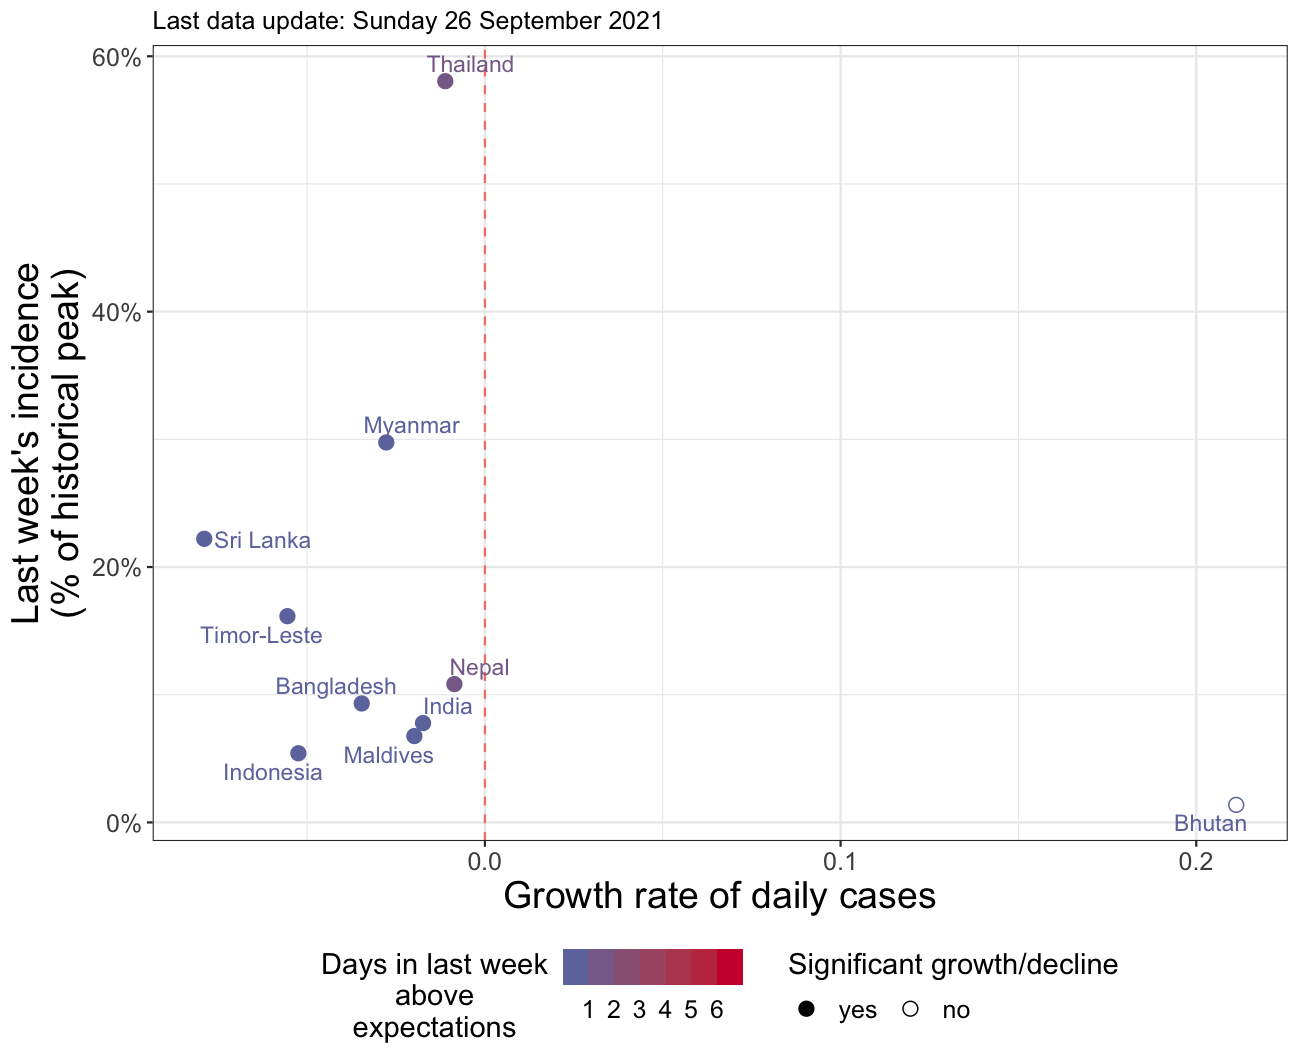 Last data update: Sunday 26 September 2021
Last week's incidence
(% of historical peak)
60%
40%
20%
0%
Thailand
Myanmar
Sri Lanka
Timor-Leste
Nepal
Bangladesh
India
Maldives
Indonesia
Bhutan
0.0 0.1 0.2
Growth rate of daily cases
Days in last week
above
expectations
1 2 3 4 5 6
Significant growth/decline
yes no